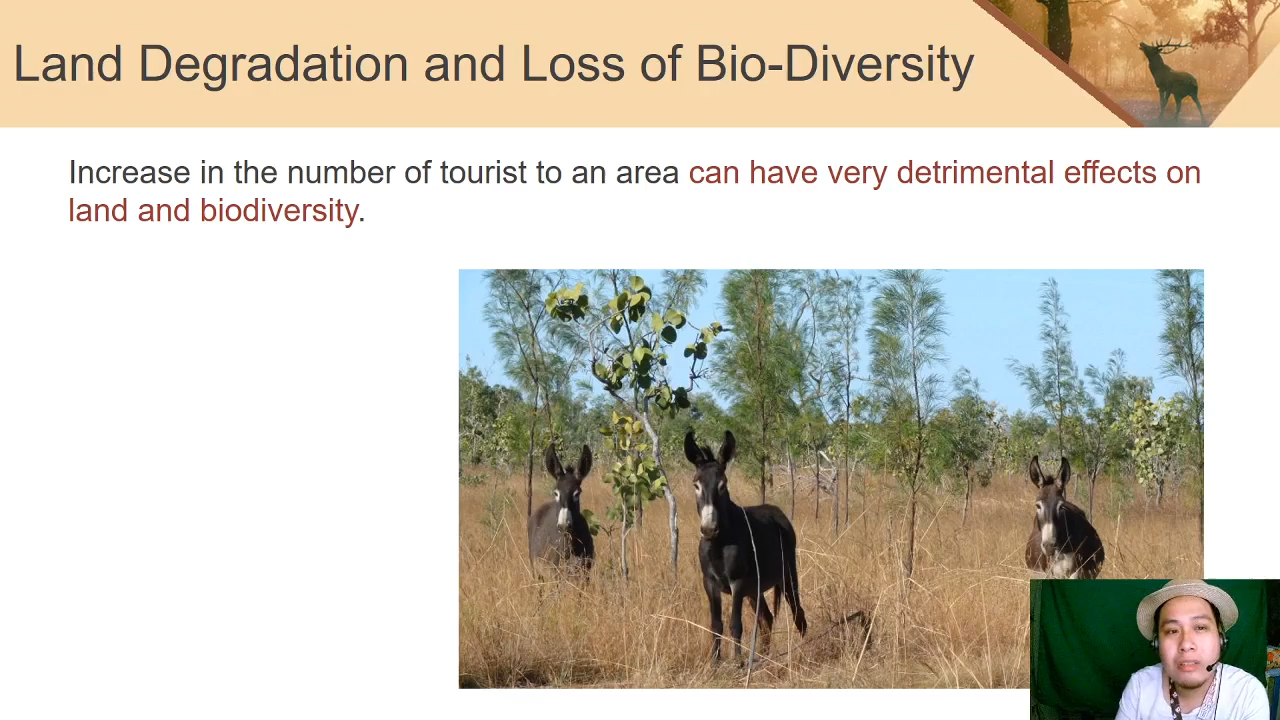 Land Degradation and Loss of Bio-Diversity
Increase in the number of tourist to an area can have very detrimental effects on
land and biodiversity.